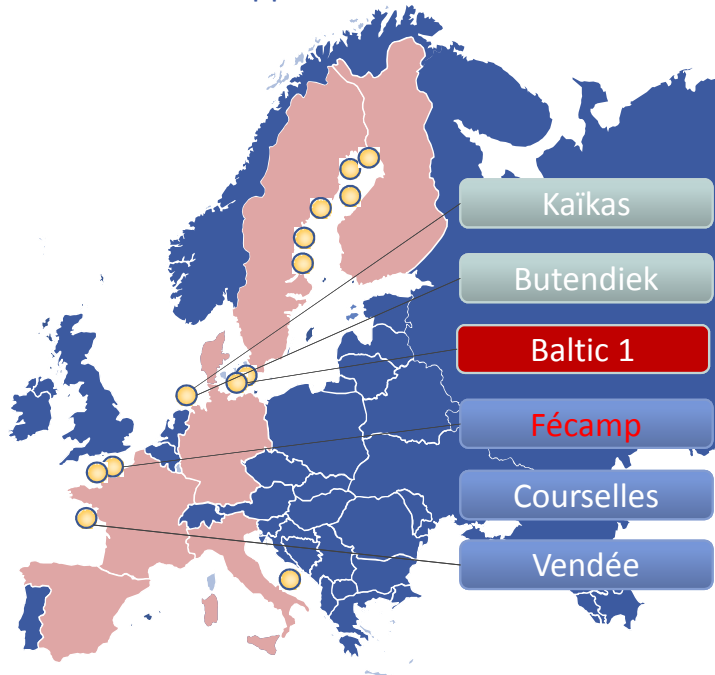 Kaïkas
Butendiek
Baltic 1
Fécamp
Courselles
Vendée